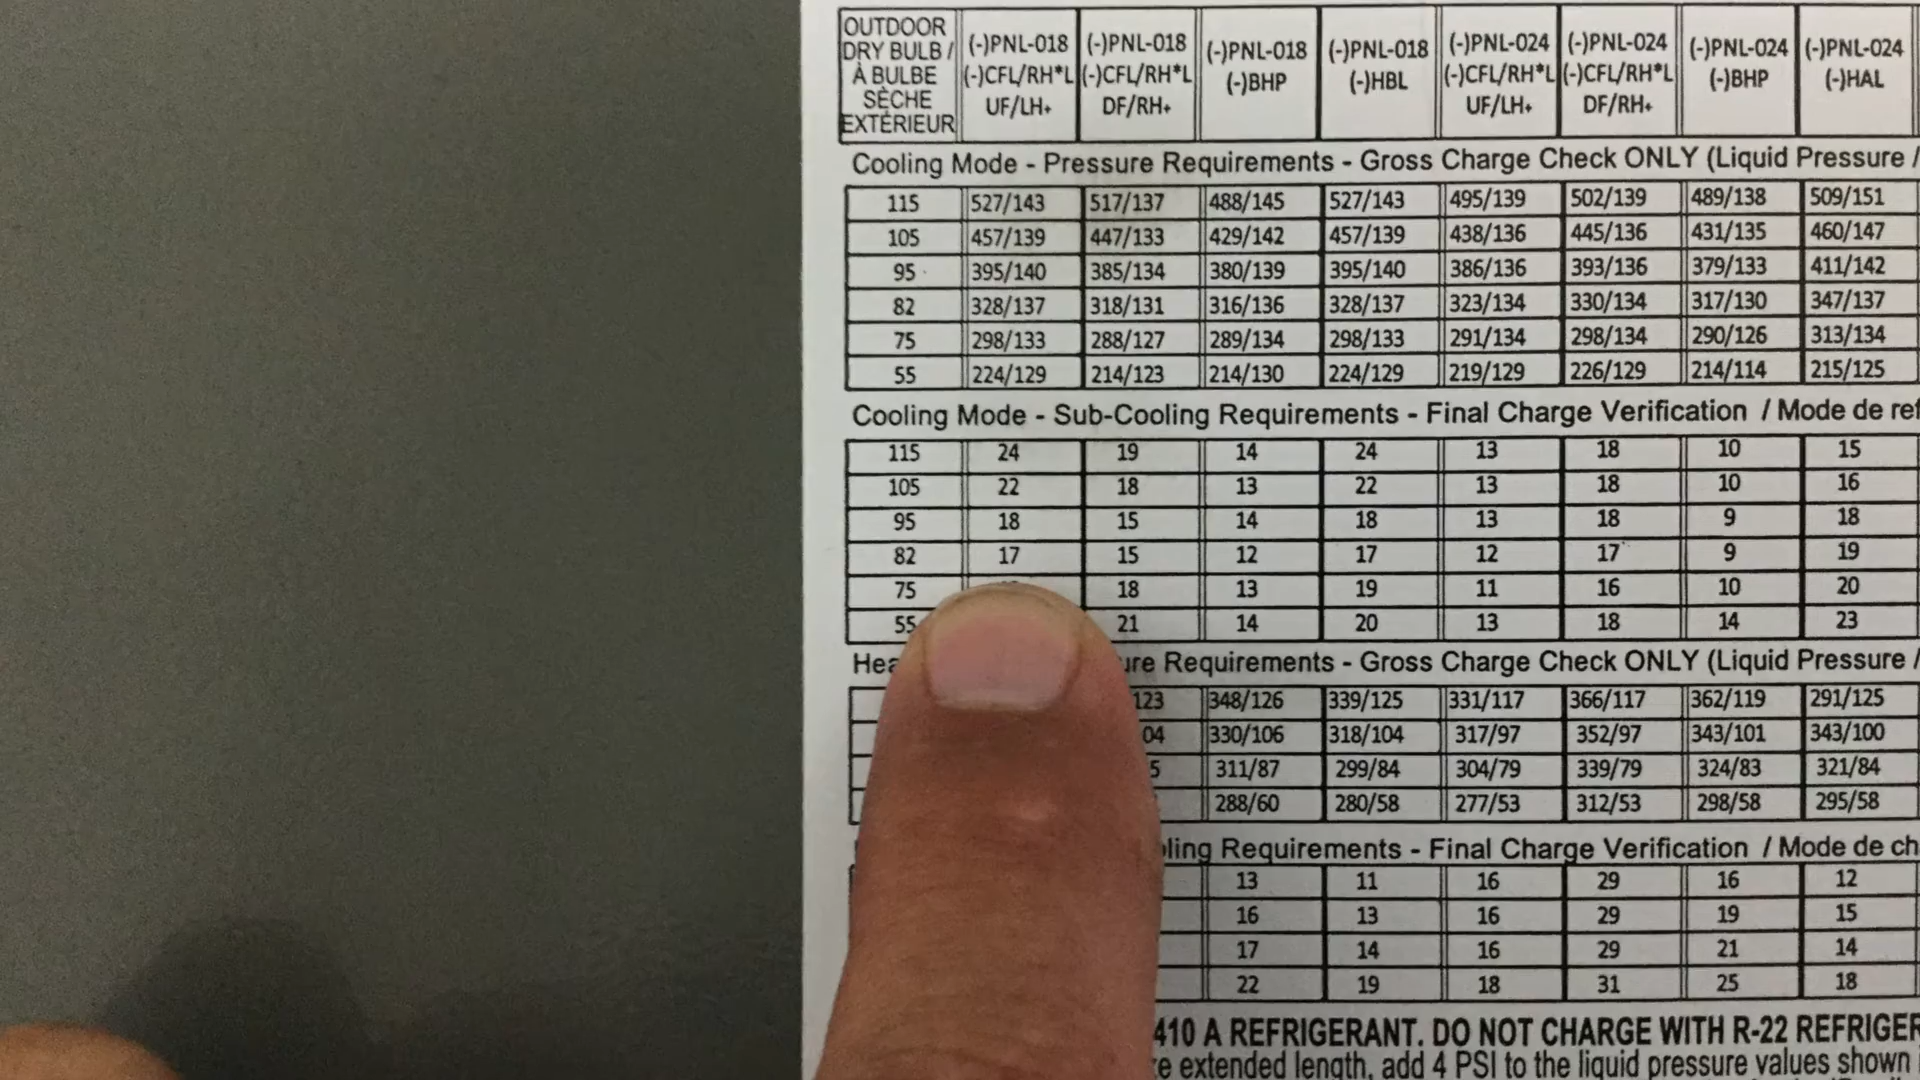 OUTDOOR DRY BULB / À BULBE SÈCHE EXTÉRIEUR (-)PNL-018 (-)CFL/RH*L UF/LH+ (-)PNL-018 (-)CFL/RH*L DF/RH+ (-)PNL-018 (-)BHP (-)PNL-018 (-)HBL (-)PNL-024 (-)CFL/RH*L UF/LH+ (-)PNL-024 (-)CFL/RH*L DF/RH+ (-)PNL-024 (-)BHP (-)PNL-024 (-)HAL
Cooling Mode - Pressure Requirements - Gross Charge Check ONLY (Liquid Pressure /
115 527/143 517/137 488/145 527/143 495/139 502/139 489/138 509/151
105 457/139 447/133 429/142 457/139 438/136 445/136 431/135 460/147
95 395/140 385/134 380/139 395/140 386/136 393/136 379/133 411/142
82 328/137 318/131 316/136 328/137 323/134 330/134 317/130 347/137
75 298/133 288/127 289/134 298/133 291/134 298/134 290/126 313/134
55 224/129 214/123 214/130 224/129 219/129 226/129 214/114 215/125
Cooling Mode - Sub-Cooling Requirements - Final Charge Verification / Mode de ref
115 24 19 14 24 13 18 10 15
105 22 18 13 22 13 18 10 16
95 18 15 14 18 13 18 9 18
82 17 15 12 17 12 17 9 19
75 18 13 19 11 16 10 20
55 21 14 20 13 18 14 23
Hea ure Requirements - Gross Charge Check ONLY (Liquid Pressure /
123 348/126 339/125 331/117 366/117 362/119 291/125
04 330/106 318/104 317/97 352/97 343/101 343/100
5 311/87 299/84 304/79 339/79 324/83 321/84
288/60 280/58 277/53 312/53 298/58 295/58
ling Requirements - Final Charge Verification / Mode de ch
13 11 16 29 16 12
16 13 16 29 19 15
17 14 16 29 21 14
22 19 18 31 25 18
410 A REFRIGERANT. DO NOT CHARGE WITH R-22 REFRIGER
e extended length, add 4 PSI to the liquid pressure values shown